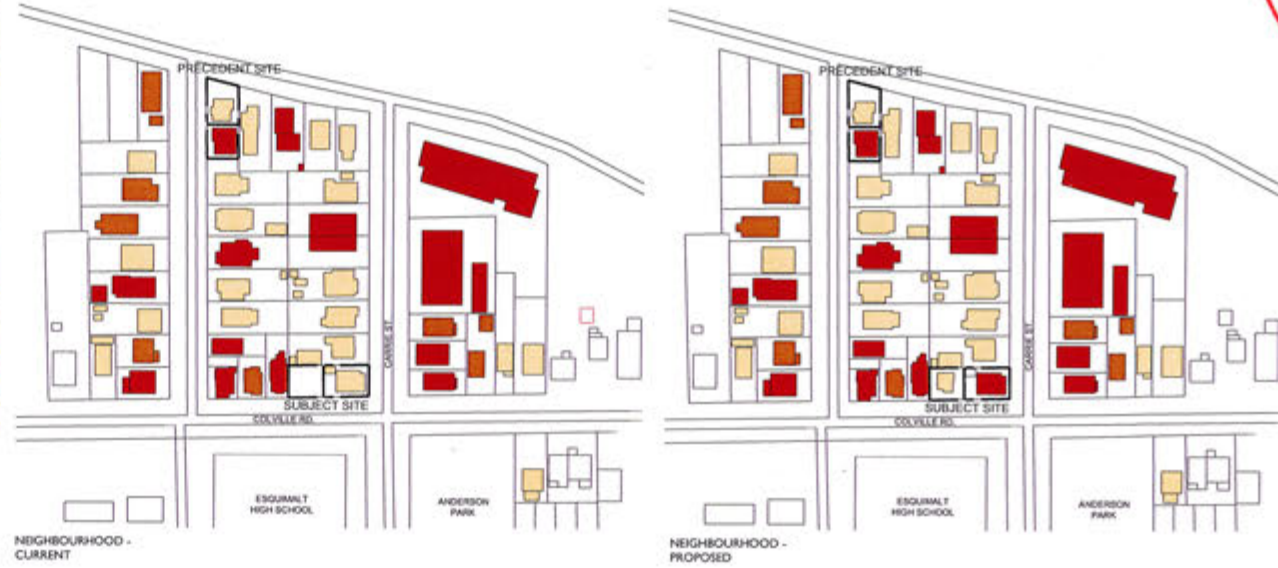 PRECEDENT SITE
CARRIE ST.
SUBJECT SITE
COLVILLE RD.
ESQUIMALT
HIGH SCHOOL
ANDERSON
PARK
NEIGHBOURHOOD -
CURRENT
PRECEDENT SITE
CARRIE ST.
SUBJECT SITE
COLVILLE RD.
ESQUIMALT
HIGH SCHOOL
ANDERSON
PARK
NEIGHBOURHOOD -
PROPOSED